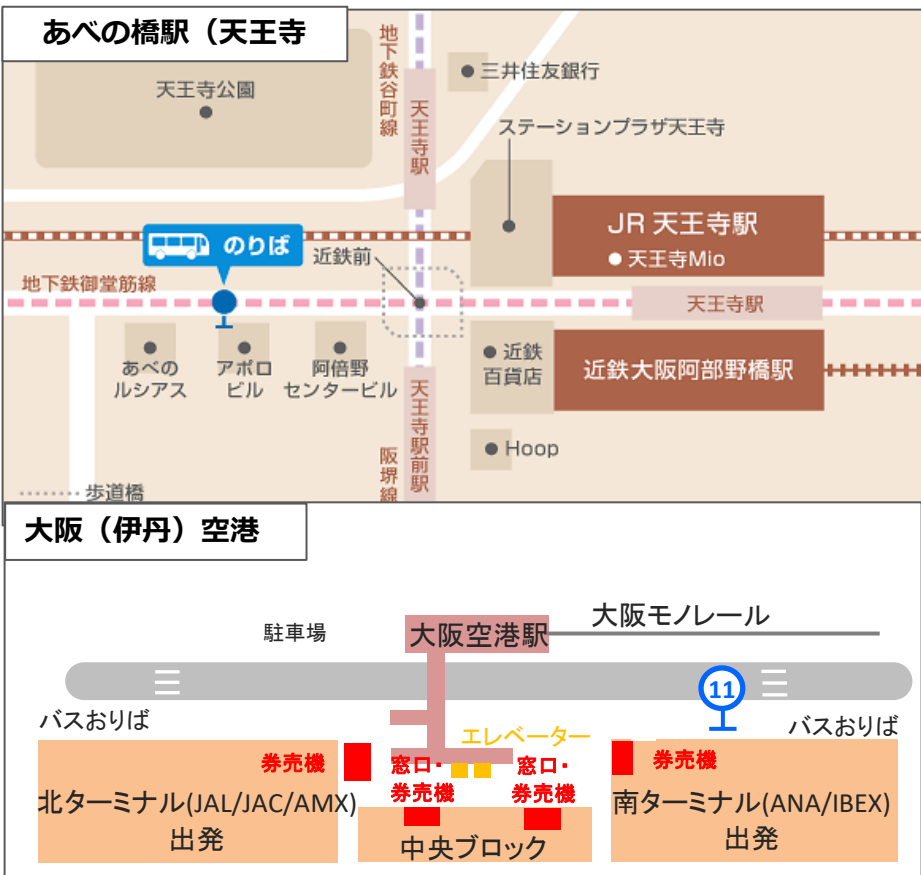 あべの橋駅（天王寺
天王寺公園
地下鉄谷町線
天王寺駅
三井住友銀行
ステーションプラザ天王寺
JR 天王寺駅
天王寺Mio
のりば
近鉄前
地下鉄御堂筋線
天王寺駅
あべの
ルシアス
アポロ
ビル
阿倍野
センタービル
近鉄
百貨店
近鉄大阪阿部野橋駅
天王寺駅前駅
阪堺線
Hoop
歩道橋
大阪（伊丹）空港
駐車場
大阪空港駅
大阪モノレール
11
バスおりば
エレベーター
バスおりば
券売機
窓口・
券売機
窓口・
券売機
券売機
北ターミナル(JAL/JAC/AMX)
出発
中央ブロック
南ターミナル(ANA/IBEX)
出発